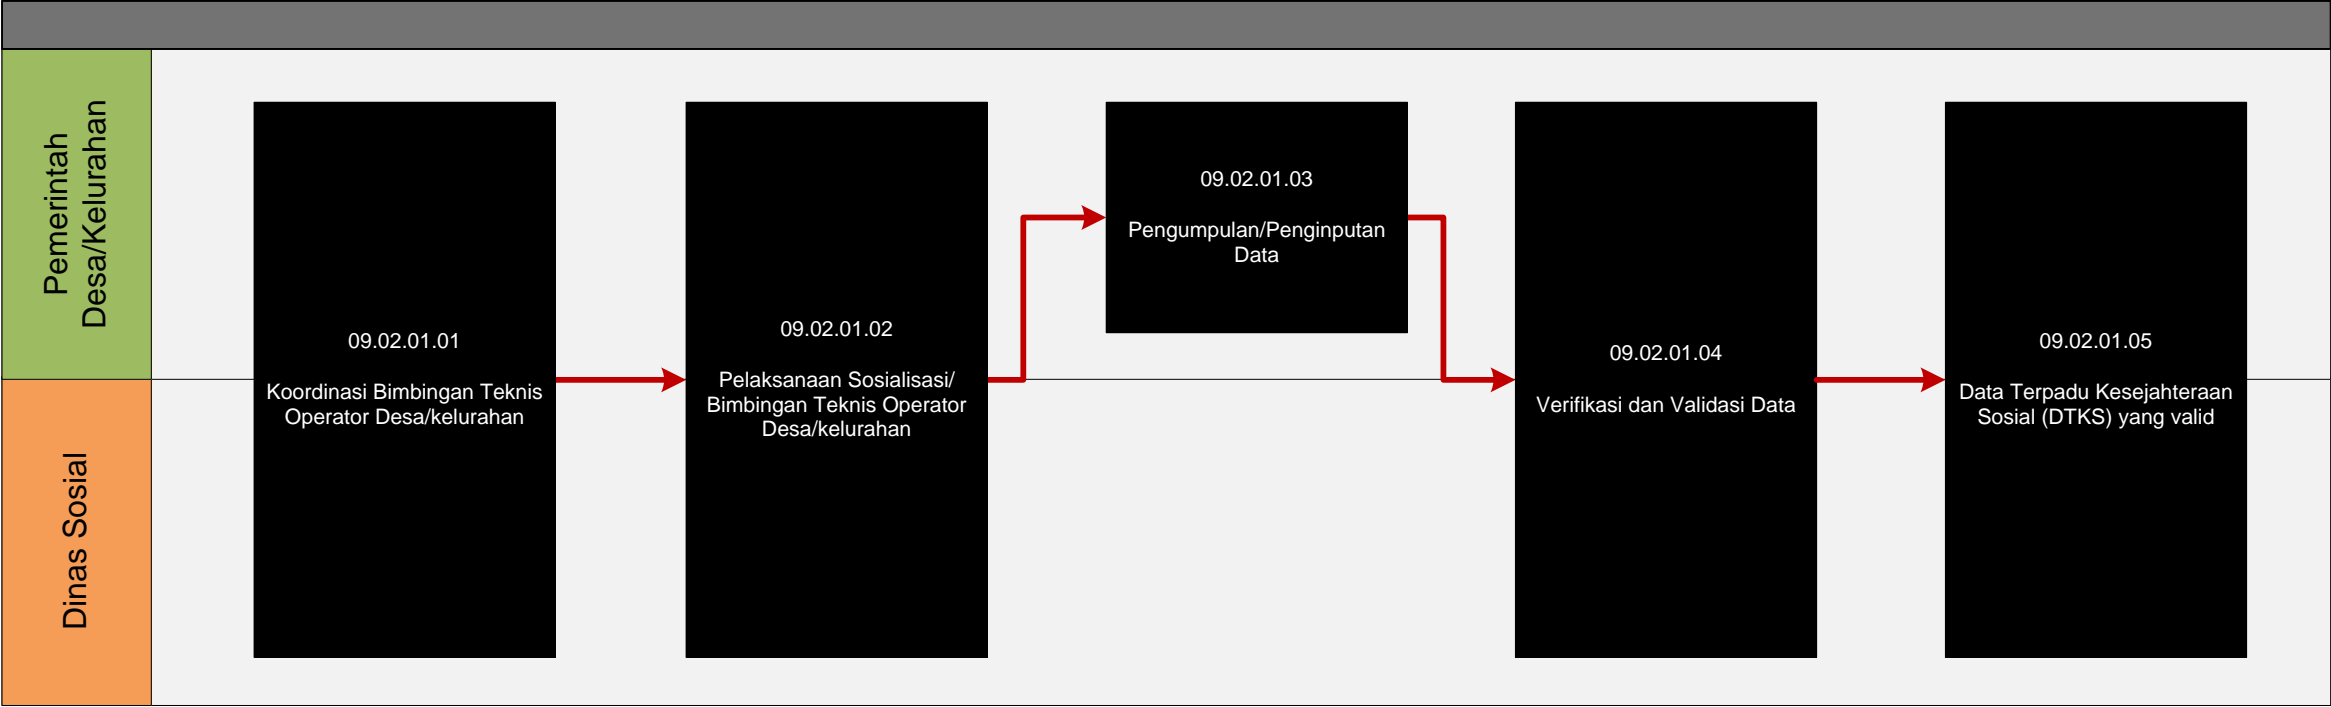 Pemerintah
Desa/Kelurahan
Dinas Sosial
09.02.01.01
Koordinasi Bimbingan Teknis
Operator Desa/kelurahan
09.02.01.02
Pelaksanaan Sosialisasi/
Bimbingan Teknis Operator
Desa/kelurahan
09.02.01.03
Pengumpulan/Penginputan
Data
09.02.01.04
Verifikasi dan Validasi Data
09.02.01.05
Data Terpadu Kesejahteraan
Sosial (DTKS) yang valid